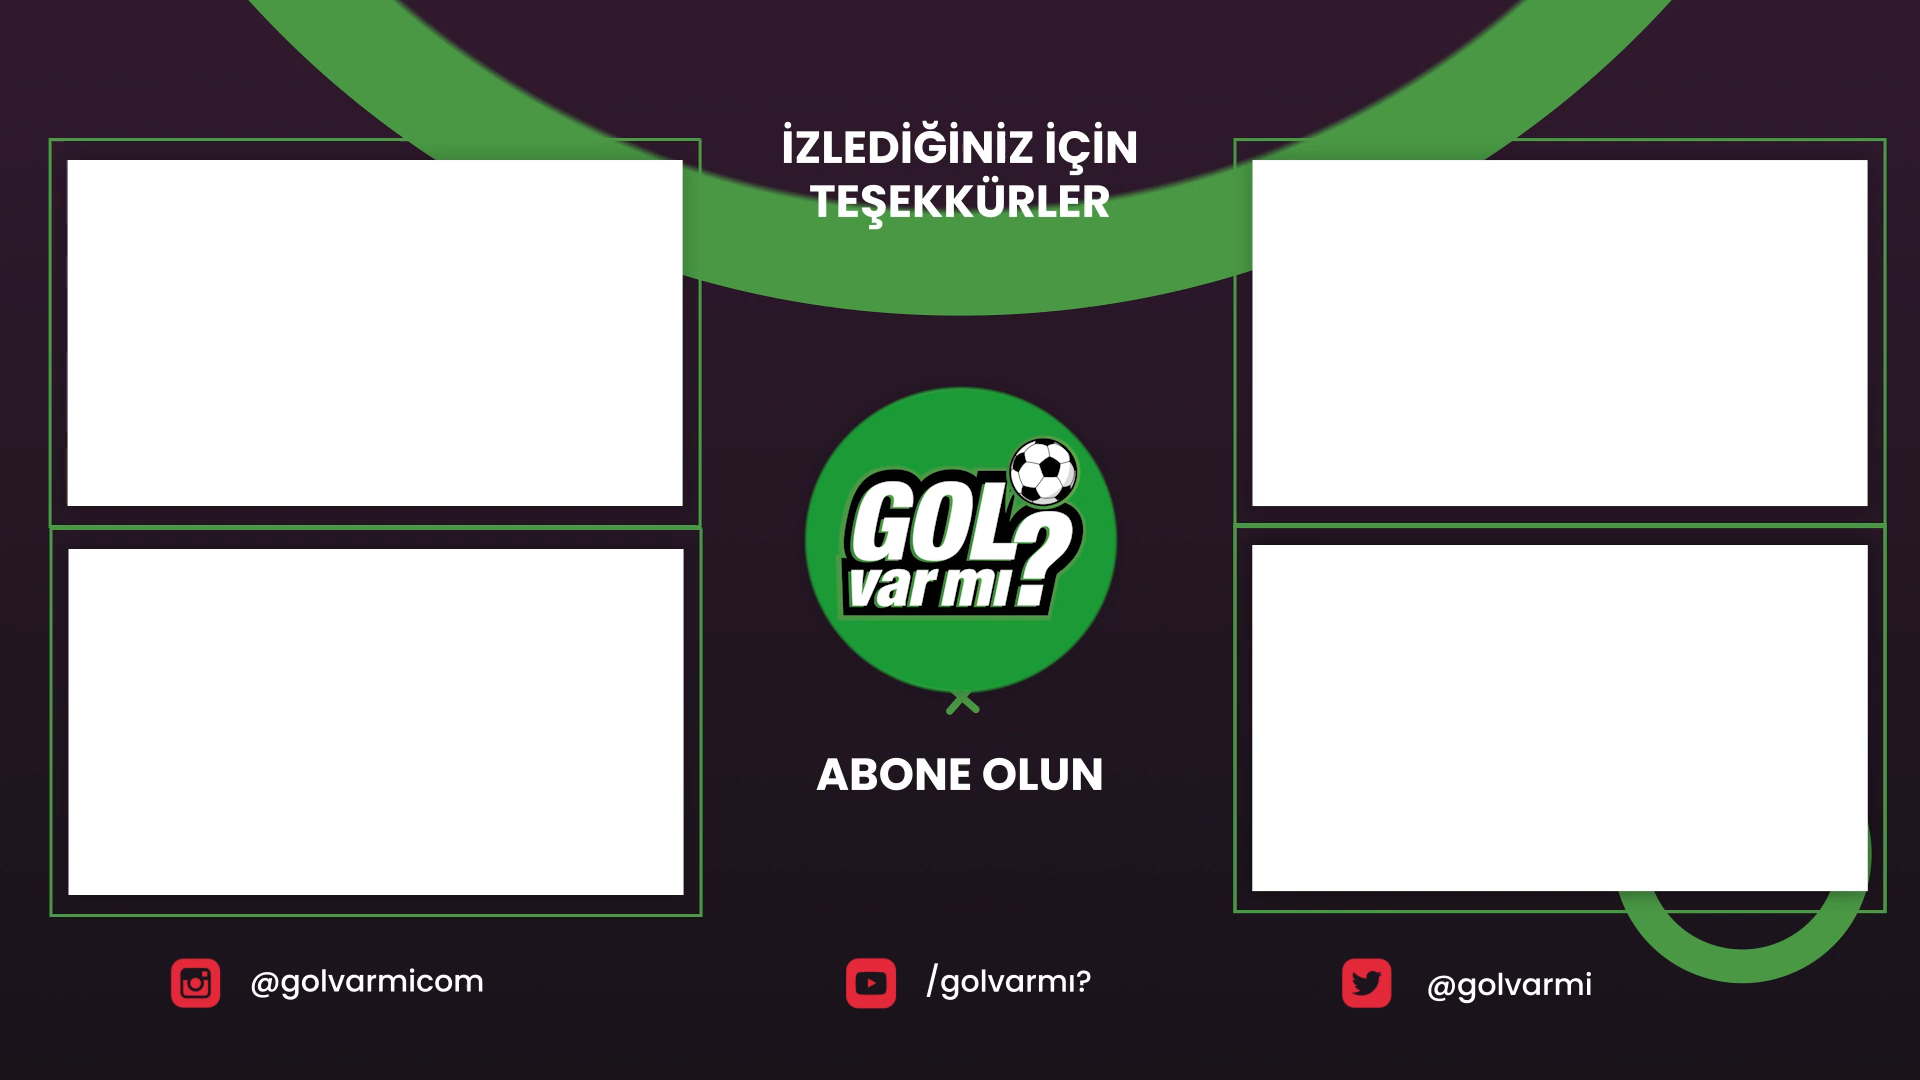 İZLEDİĞİNİZ İÇİN
TEŞEKKÜRLER
GOL
var mı?
ABONE OLUN
@golvarmicom
/golvarmı?
@golvarmi